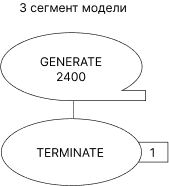 3 сегмент модели
GENERATE
2400
TERMINATE
1